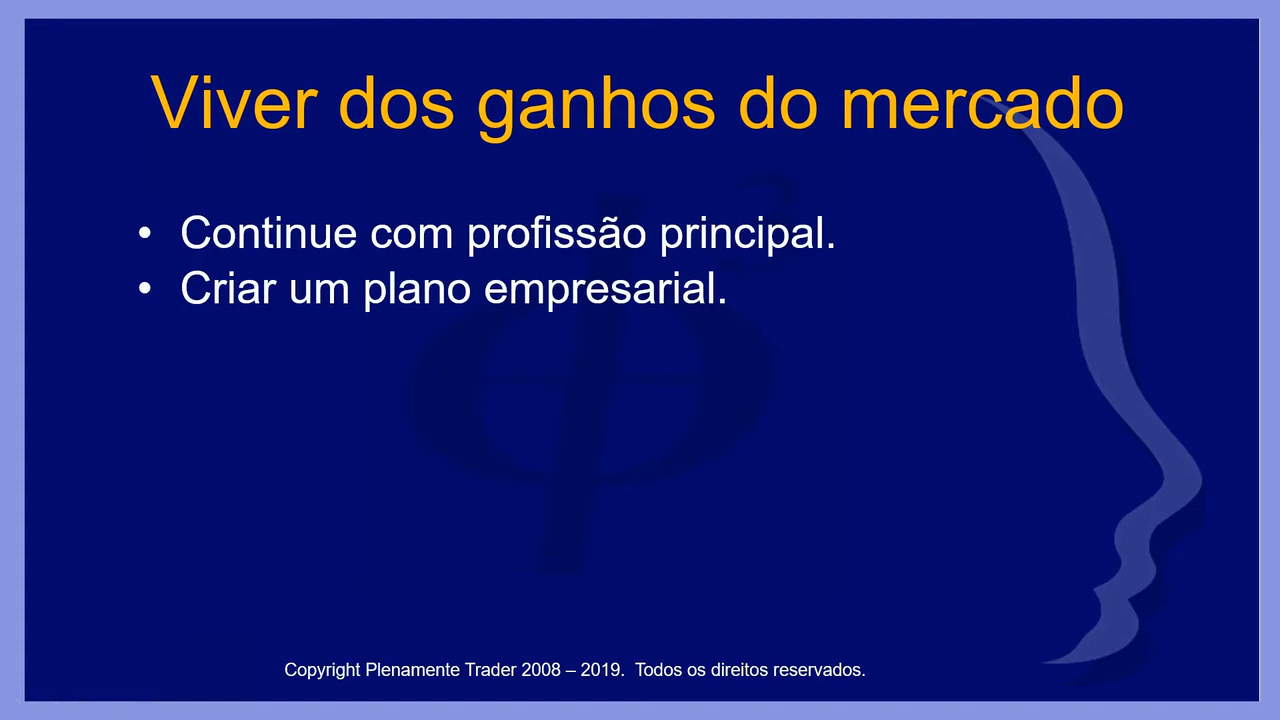 Viver dos ganhos do mercado
• Continue com profissão principal.
• Criar um plano empresarial.
Copyright Plenamente Trader 2008 – 2019.  Todos os direitos reservados.